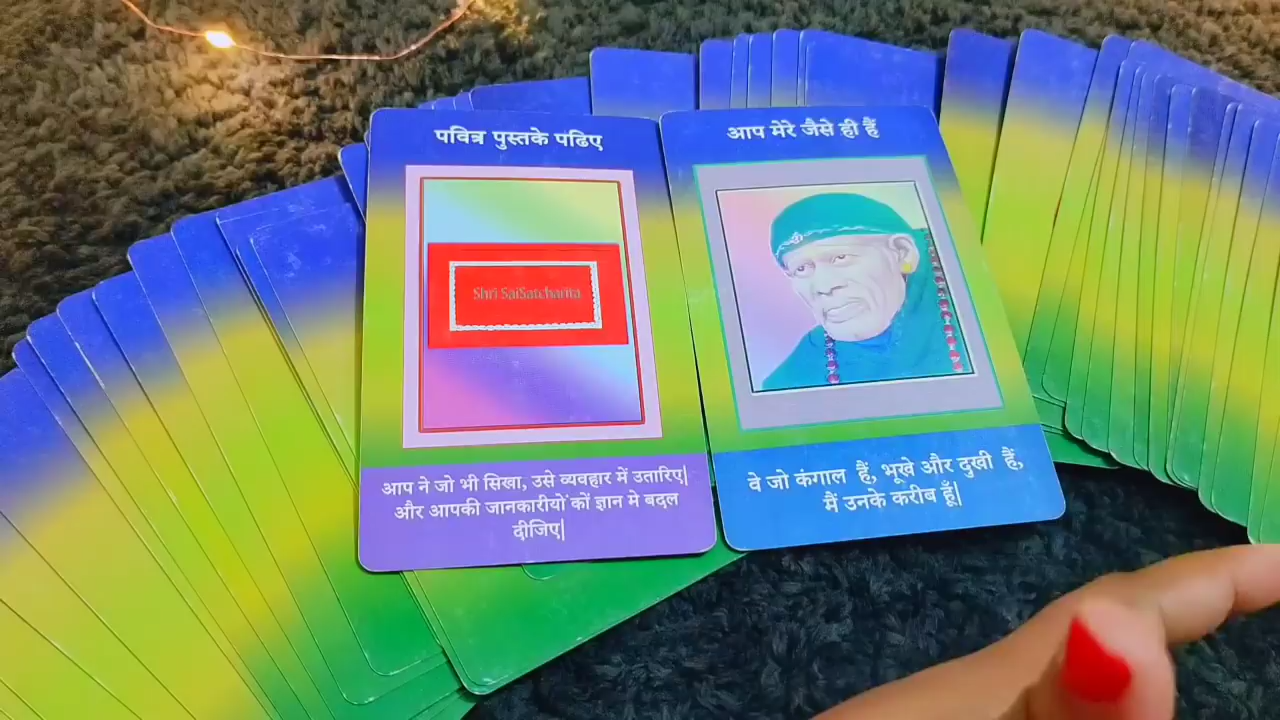 पवित्र पुस्तके पढिए
Shri SaiSatcharita
आप ने जो भी सिखा, उसे व्यवहार में उतारिए|
और आपकी जानकारीयों कों ज्ञान मे बदल
दीजिए|
आप मेरे जैसे ही हैं
वे जो कंगाल हैं, भूखे और दुखी हैं,
मैं उनके करीब हूँ|